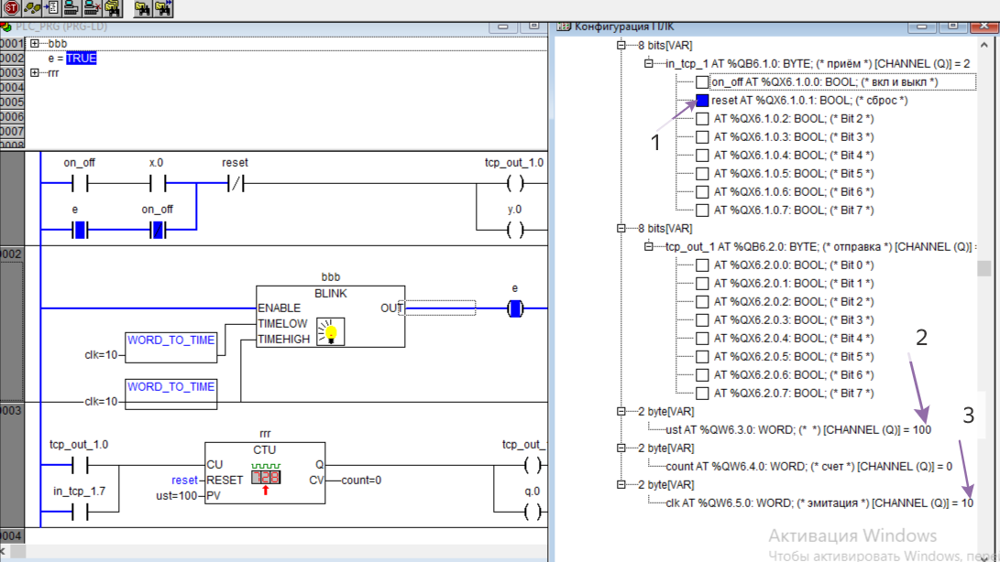 PLC_PRG (PRG-LD)
0001 bbb
0002 e = TRUE
0003 rrr
0004
0005
0006
0007
0008
on_off x.0 reset tcp_out_1.0
e on_off y.0
0002
bbb
BLINK
e
ENABLE OUT
TIMELOW
TIMEHIGH
WORD_TO_TIME
clk=10
WORD_TO_TIME
clk=10
0003
rrr
tcp_out_1.0 CTU tcp_out_
CU Q
reset RESET CV count=0
in_tcp_1.7 q.0
ust=100 PV
0004
Конфигурация ПЛК
8 bits[VAR]
in_tcp_1 AT %QB6.1.0: BYTE; (* приём *) [CHANNEL (Q)] = 2
on_off AT %QX6.1.0.0: BOOL; (* вкл и выкл *)
reset AT %QX6.1.0.1: BOOL; (* сброс *)
1
AT %QX6.1.0.2: BOOL; (* Bit 2 *)
AT %QX6.1.0.3: BOOL; (* Bit 3 *)
AT %QX6.1.0.4: BOOL; (* Bit 4 *)
AT %QX6.1.0.5: BOOL; (* Bit 5 *)
AT %QX6.1.0.6: BOOL; (* Bit 6 *)
AT %QX6.1.0.7: BOOL; (* Bit 7 *)
8 bits[VAR]
tcp_out_1 AT %QB6.2.0: BYTE; (* отправка *) [CHANNEL (Q)] =
AT %QX6.2.0.0: BOOL; (* Bit 0 *)
AT %QX6.2.0.1: BOOL; (* Bit 1 *)
AT %QX6.2.0.2: BOOL; (* Bit 2 *)
AT %QX6.2.0.3: BOOL; (* Bit 3 *)
AT %QX6.2.0.4: BOOL; (* Bit 4 *)
2
AT %QX6.2.0.5: BOOL; (* Bit 5 *)
AT %QX6.2.0.6: BOOL; (* Bit 6 *)
AT %QX6.2.0.7: BOOL; (* Bit 7 *)
2 byte[VAR]
3
ust AT %QW6.3.0: WORD; (* *) [CHANNEL (Q)] = 100
2 byte[VAR]
count AT %QW6.4.0: WORD; (* счет *) [CHANNEL (Q)] = 0
2 byte[VAR]
clk AT %QW6.5.0: WORD; (* эмитация *) [CHANNEL (Q)] = 10
Активация Windows
Чтобы активировать Windows, пере